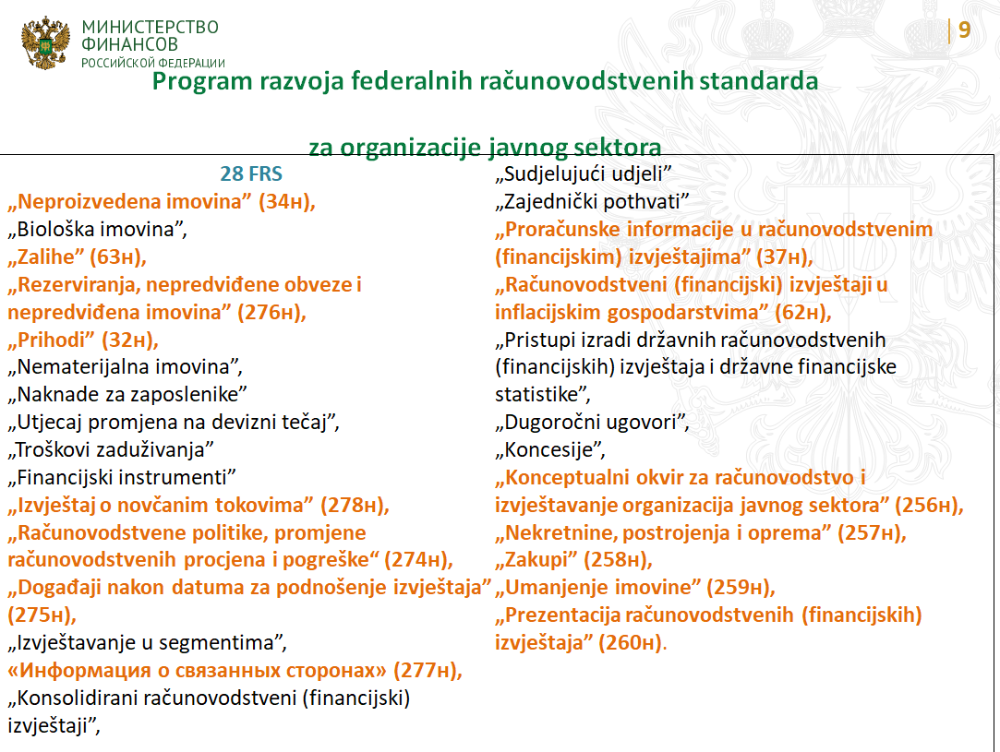 МИНИСТЕРСТВО
ФИНАНСОВ
РОССИЙСКОЙ ФЕДЕРАЦИИ
9
Program razvoja federalnih računovodstvenih standarda
za organizacije javnog sektora
28 FRS
„Neproizvedena imovina” (34н),
„Biološka imovina”,
„Zalihe” (63н),
„Rezerviranja, nepredviđene obveze i
nepredviđena imovina” (276н),
„Prihodi” (32н),
„Nematerijalna imovina”,
„Naknade za zaposlenike”
„Utjecaj promjena na devizni tečaj”,
„Troškovi zaduživanja”
„Financijski instrumenti”
„Izvještaj o novčanim tokovima” (278н),
„Računovodstvene politike, promjene
računovodstvenih procjena i pogreške“ (274н),
„Događaji nakon datuma za podnošenje izvještaja”
(275н),
„Izvještavanje u segmentima”,
«Информация о связанных сторонах» (277н),
„Konsolidirani računovodstveni (financijski)
izvještaji”,
„Sudjelujući udjeli”
„Zajednički pothvati”
„Proračunske informacije u računovodstvenim
(financijskim) izvještajima” (37н),
„Računovodstveni (financijski) izvještaji u
inflacijskim gospodarstvima” (62н),
„Pristupi izradi državnih računovodstvenih
(financijskih) izvještaja i državne financijske
statistike”,
„Dugoročni ugovori”,
„Koncesije”,
„Konceptualni okvir za računovodstvo i
izvještavanje organizacija javnog sektora” (256н),
„Nekretnine, postrojenja i oprema” (257н),
„Zakupi” (258н),
„Umanjenje imovine” (259н),
„Prezentacija računovodstvenih (financijskih)
izvještaja” (260н).